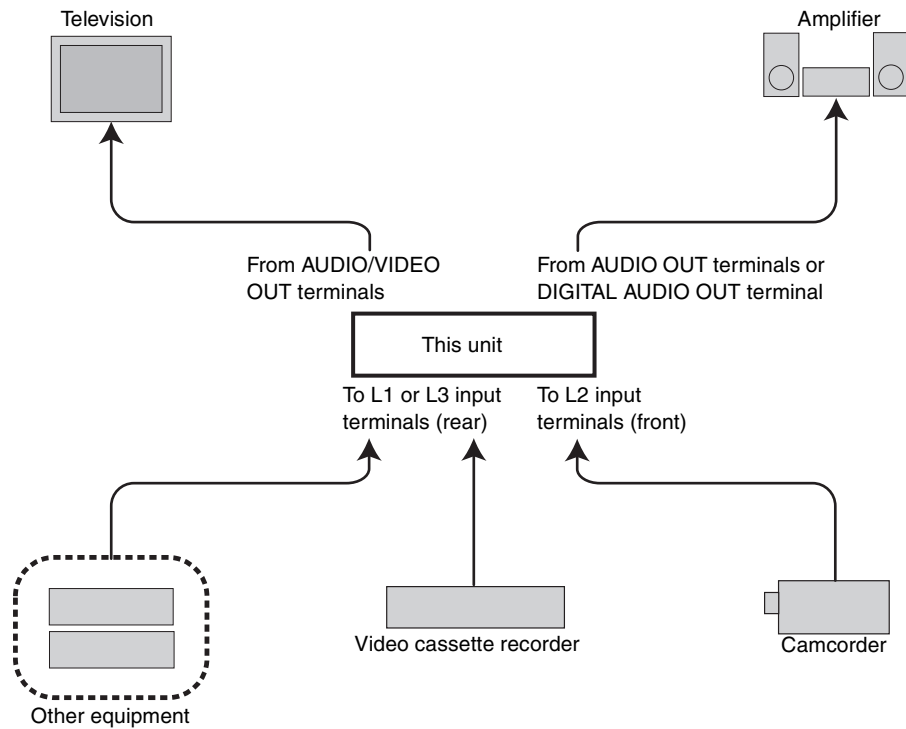 Television
Amplifier
From AUDIO/VIDEO
OUT terminals
From AUDIO OUT terminals or
DIGITAL AUDIO OUT terminal
This unit
To L1 or L3 input
terminals (rear)
To L2 input
terminals (front)
Video cassette recorder
Camcorder
Other equipment